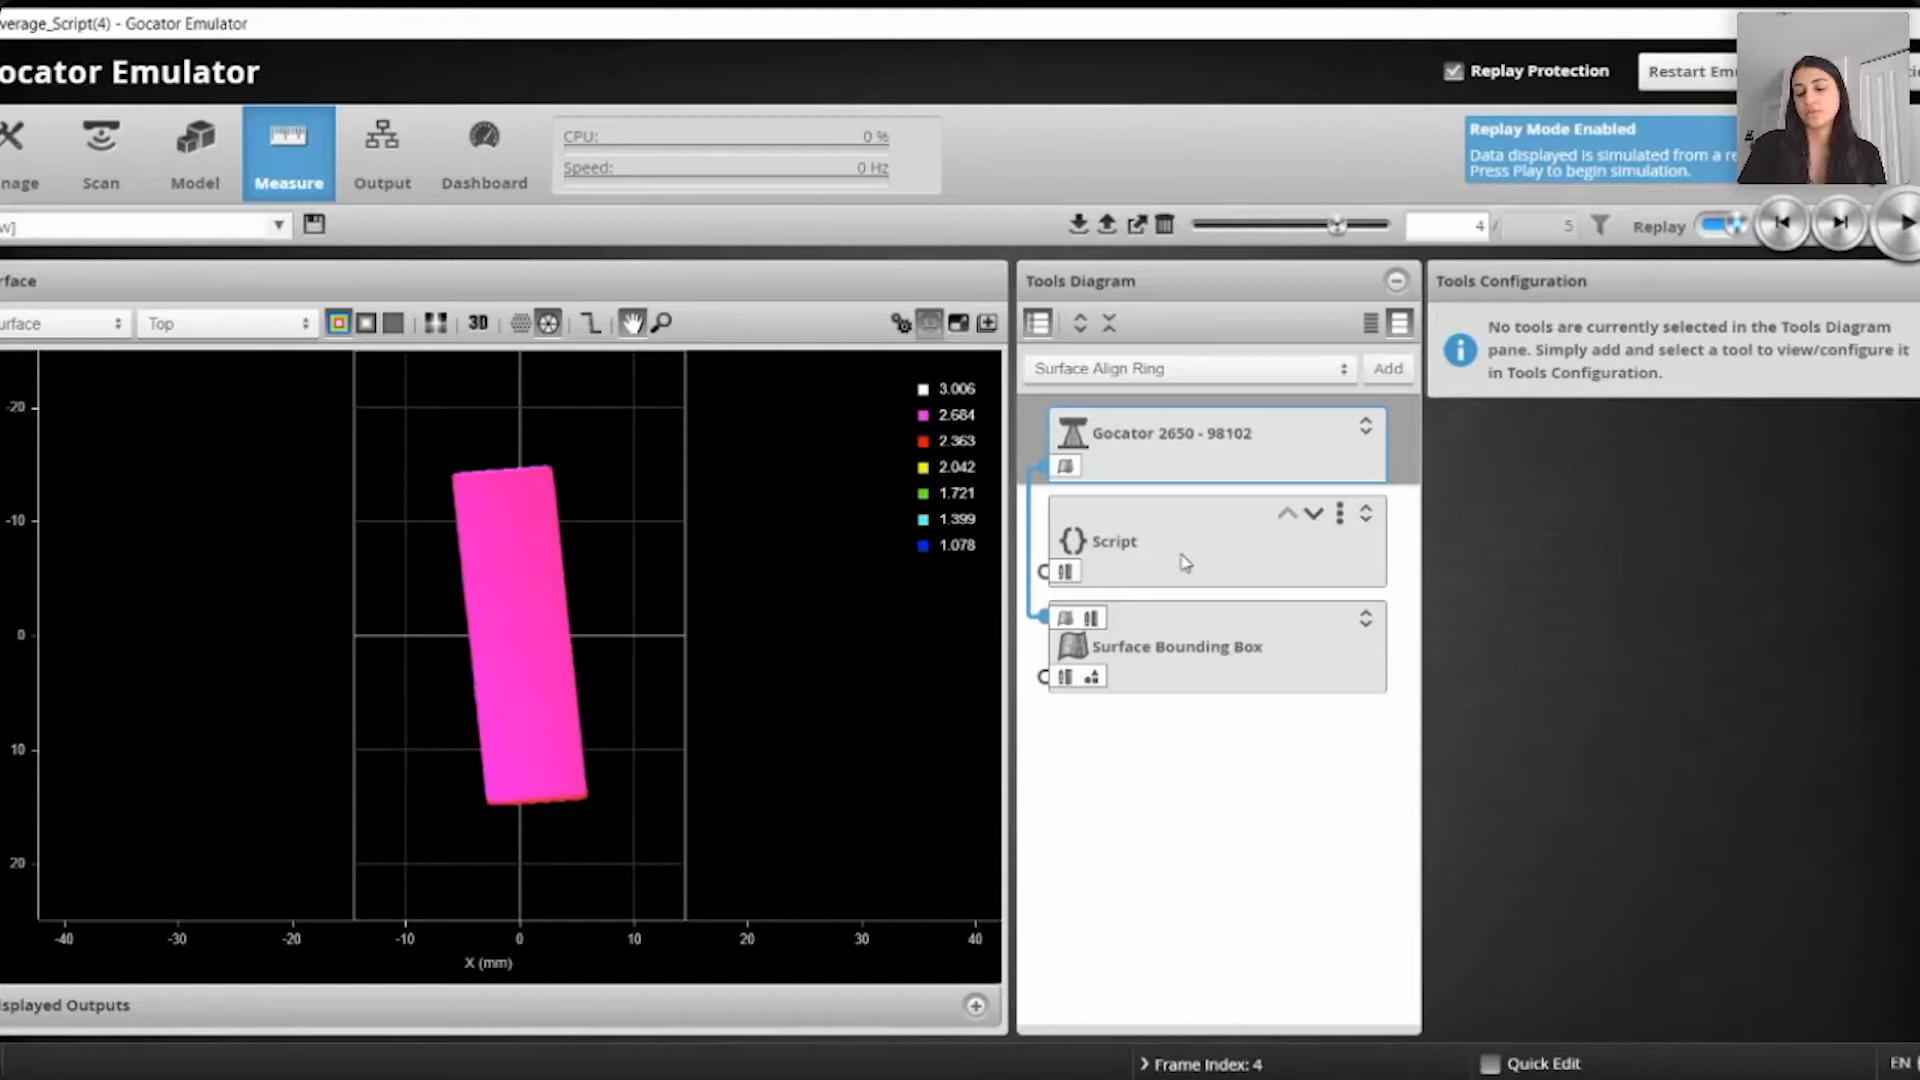 verage_Script(4) - Gocator Emulator
ocator Emulator
Replay Protection
Restart Em
nage
Scan
Model
Measure
Output
Dashboard
CPU: 0 %
Speed: 0 Hz
Replay Mode Enabled
Data displayed is simulated from a re
Press Play to begin simulation.
w]
4 / 5
Replay
rface
Tools Diagram
Tools Configuration
urface
Top
3D
No tools are currently selected in the Tools Diagram
pane. Simply add and select a tool to view/configure it
in Tools Configuration.
Surface Align Ring
Add
3.006
2.684
2.363
2.042
1.721
1.399
1.078
Gocator 2650 - 98102
Script
Surface Bounding Box
-20
-10
0
10
20
-40
-30
-20
-10
0
10
20
30
40
X (mm)
isplayed Outputs
Frame Index: 4
Quick Edit
EN